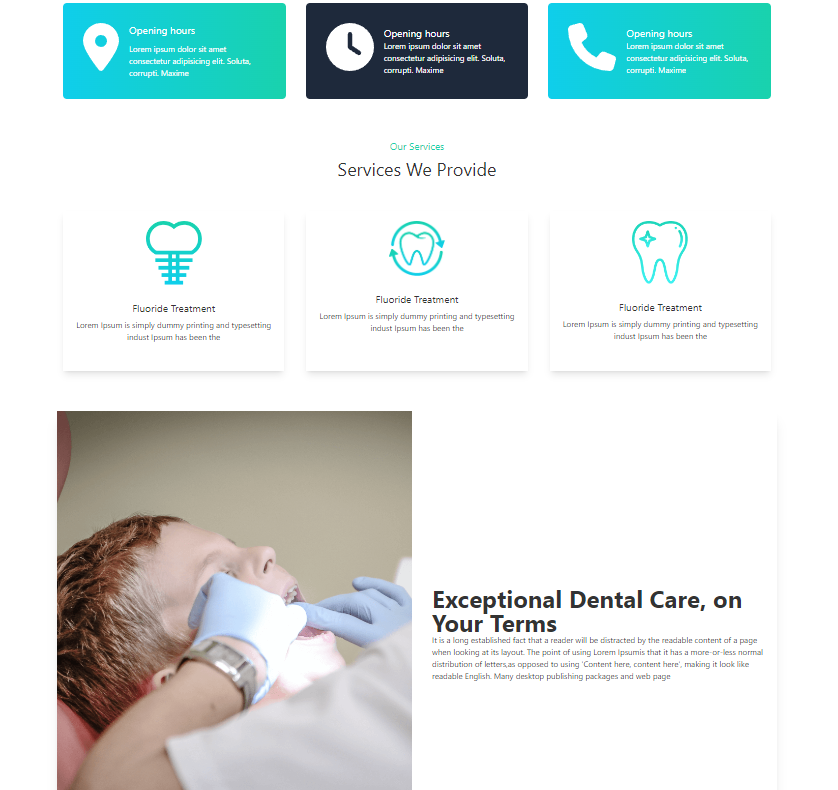 Opening hours
Lorem ipsum dolor sit amet
consectetur adipisicing elit. Soluta,
corrupti. Maxime
Opening hours
Lorem ipsum dolor sit amet
consectetur adipisicing elit. Soluta,
corrupti. Maxime
Opening hours
Lorem ipsum dolor sit amet
consectetur adipisicing elit. Soluta,
corrupti. Maxime
Our Services
Services We Provide
Fluoride Treatment
Lorem Ipsum is simply dummy printing and typesetting
indust Ipsum has been the
Fluoride Treatment
Lorem Ipsum is simply dummy printing and typesetting
indust Ipsum has been the
Fluoride Treatment
Lorem Ipsum is simply dummy printing and typesetting
indust Ipsum has been the
Exceptional Dental Care, on
Your Terms
It is a long established fact that a reader will be distracted by the readable content of a page
when looking at its layout. The point of using Lorem Ipsumis that it has a more-or-less normal
distribution of letters,as opposed to using 'Content here, content here', making it look like
readable English. Many desktop publishing packages and web page